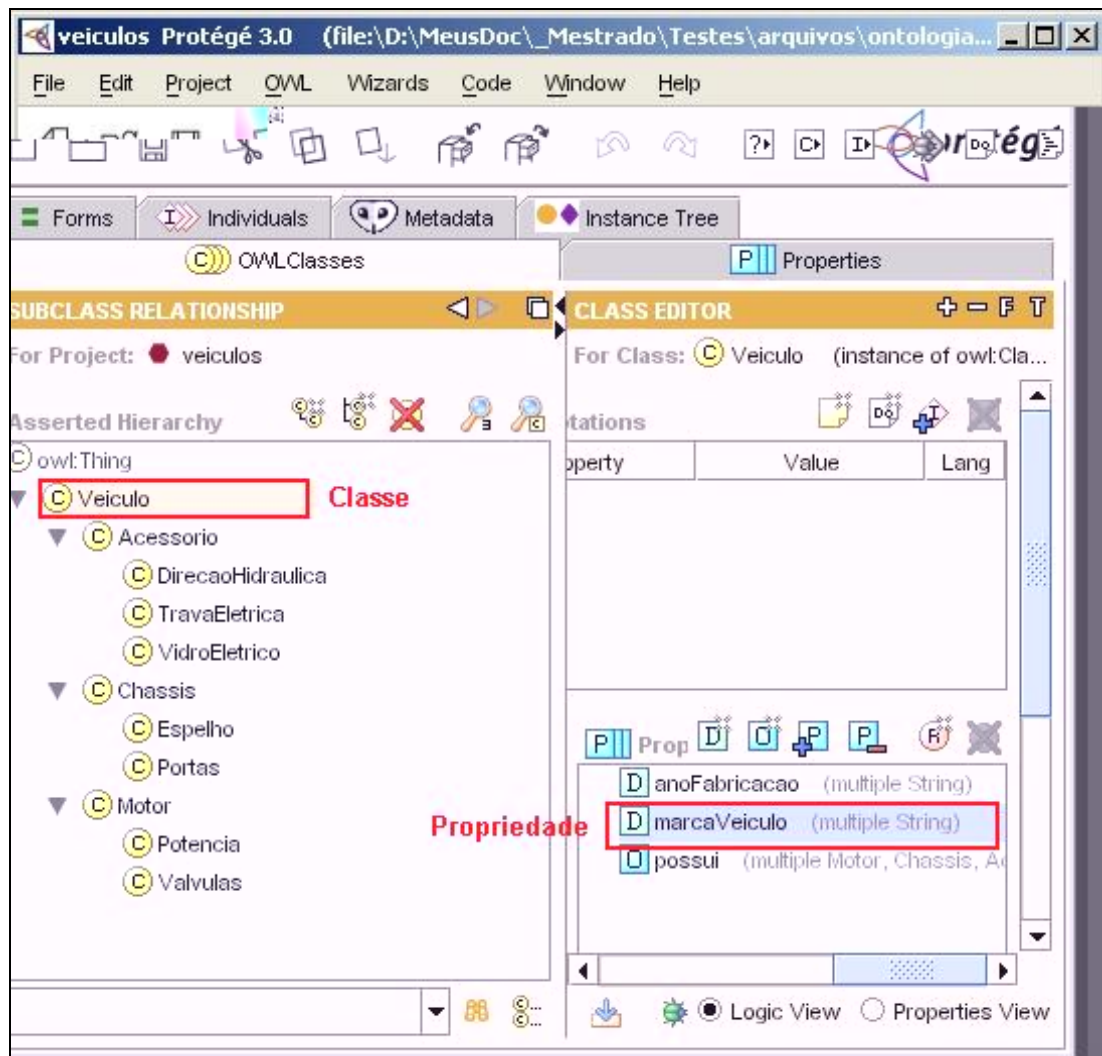 veiculos Protégé 3.0 (file:\D:\MeusDoc\_Mestrado\Testes\arquivos\ontologia...
File Edit Project OWL Wizards Code Window Help
protégé
Forms Individuals Metadata Instance Tree
OWLClasses Properties
SUBCLASS RELATIONSHIP CLASS EDITOR
For Project: veiculos For Class: Veiculo (instance of owl:Cla...
Asserted Hierarchy tations
owl:Thing operty Value Lang
Veiculo Classe
Acessorio
DirecaoHidraulica
TravaEletrica
VidroEletrico
Chassis
Espelho Prop
Portas anoFabricacao (multiple String)
Motor marcaVeiculo (multiple String)
Propriedade
Potencia possui (multiple Motor, Chassis, Ac
Valvulas
Logic View Properties View